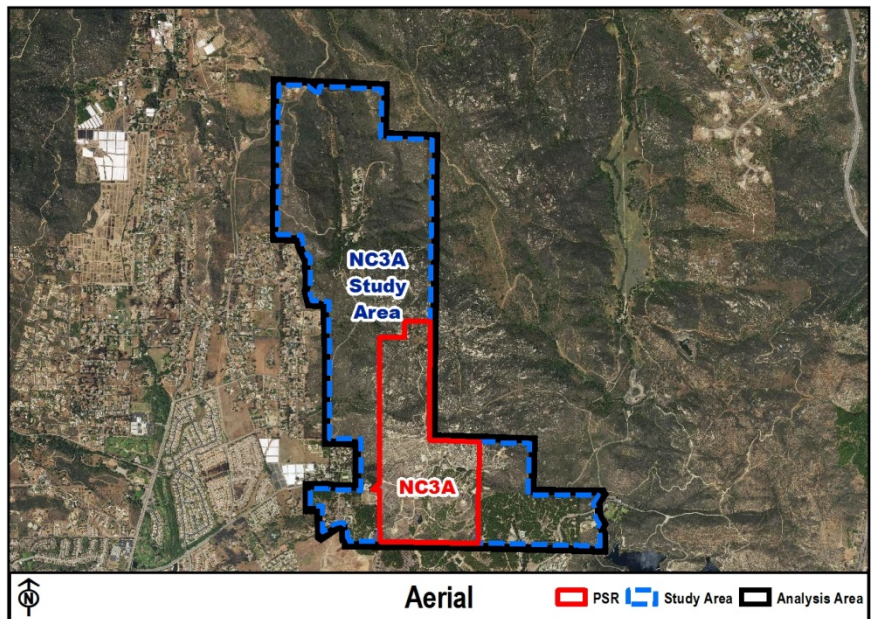 NC3A
Study
Area
NC3A
N
Aerial
PSR
Study Area
Analysis Area